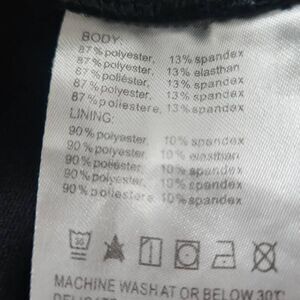 BODY:
87% polyester, 13% spandex
87% polyester, 13% elasthan
87% poliéster, 13% spandex
87% polyester, 13% spandex
87% poliestere, 13% spandex
LINING:
90% polyester, 10% spandex
90% polyester, 10% elasthan
90% poliéster, 10% spandex
90% polyester, 10% spandex
90% poliestere, 10% spandex
30
MACHINE WASH AT OR BELOW 30